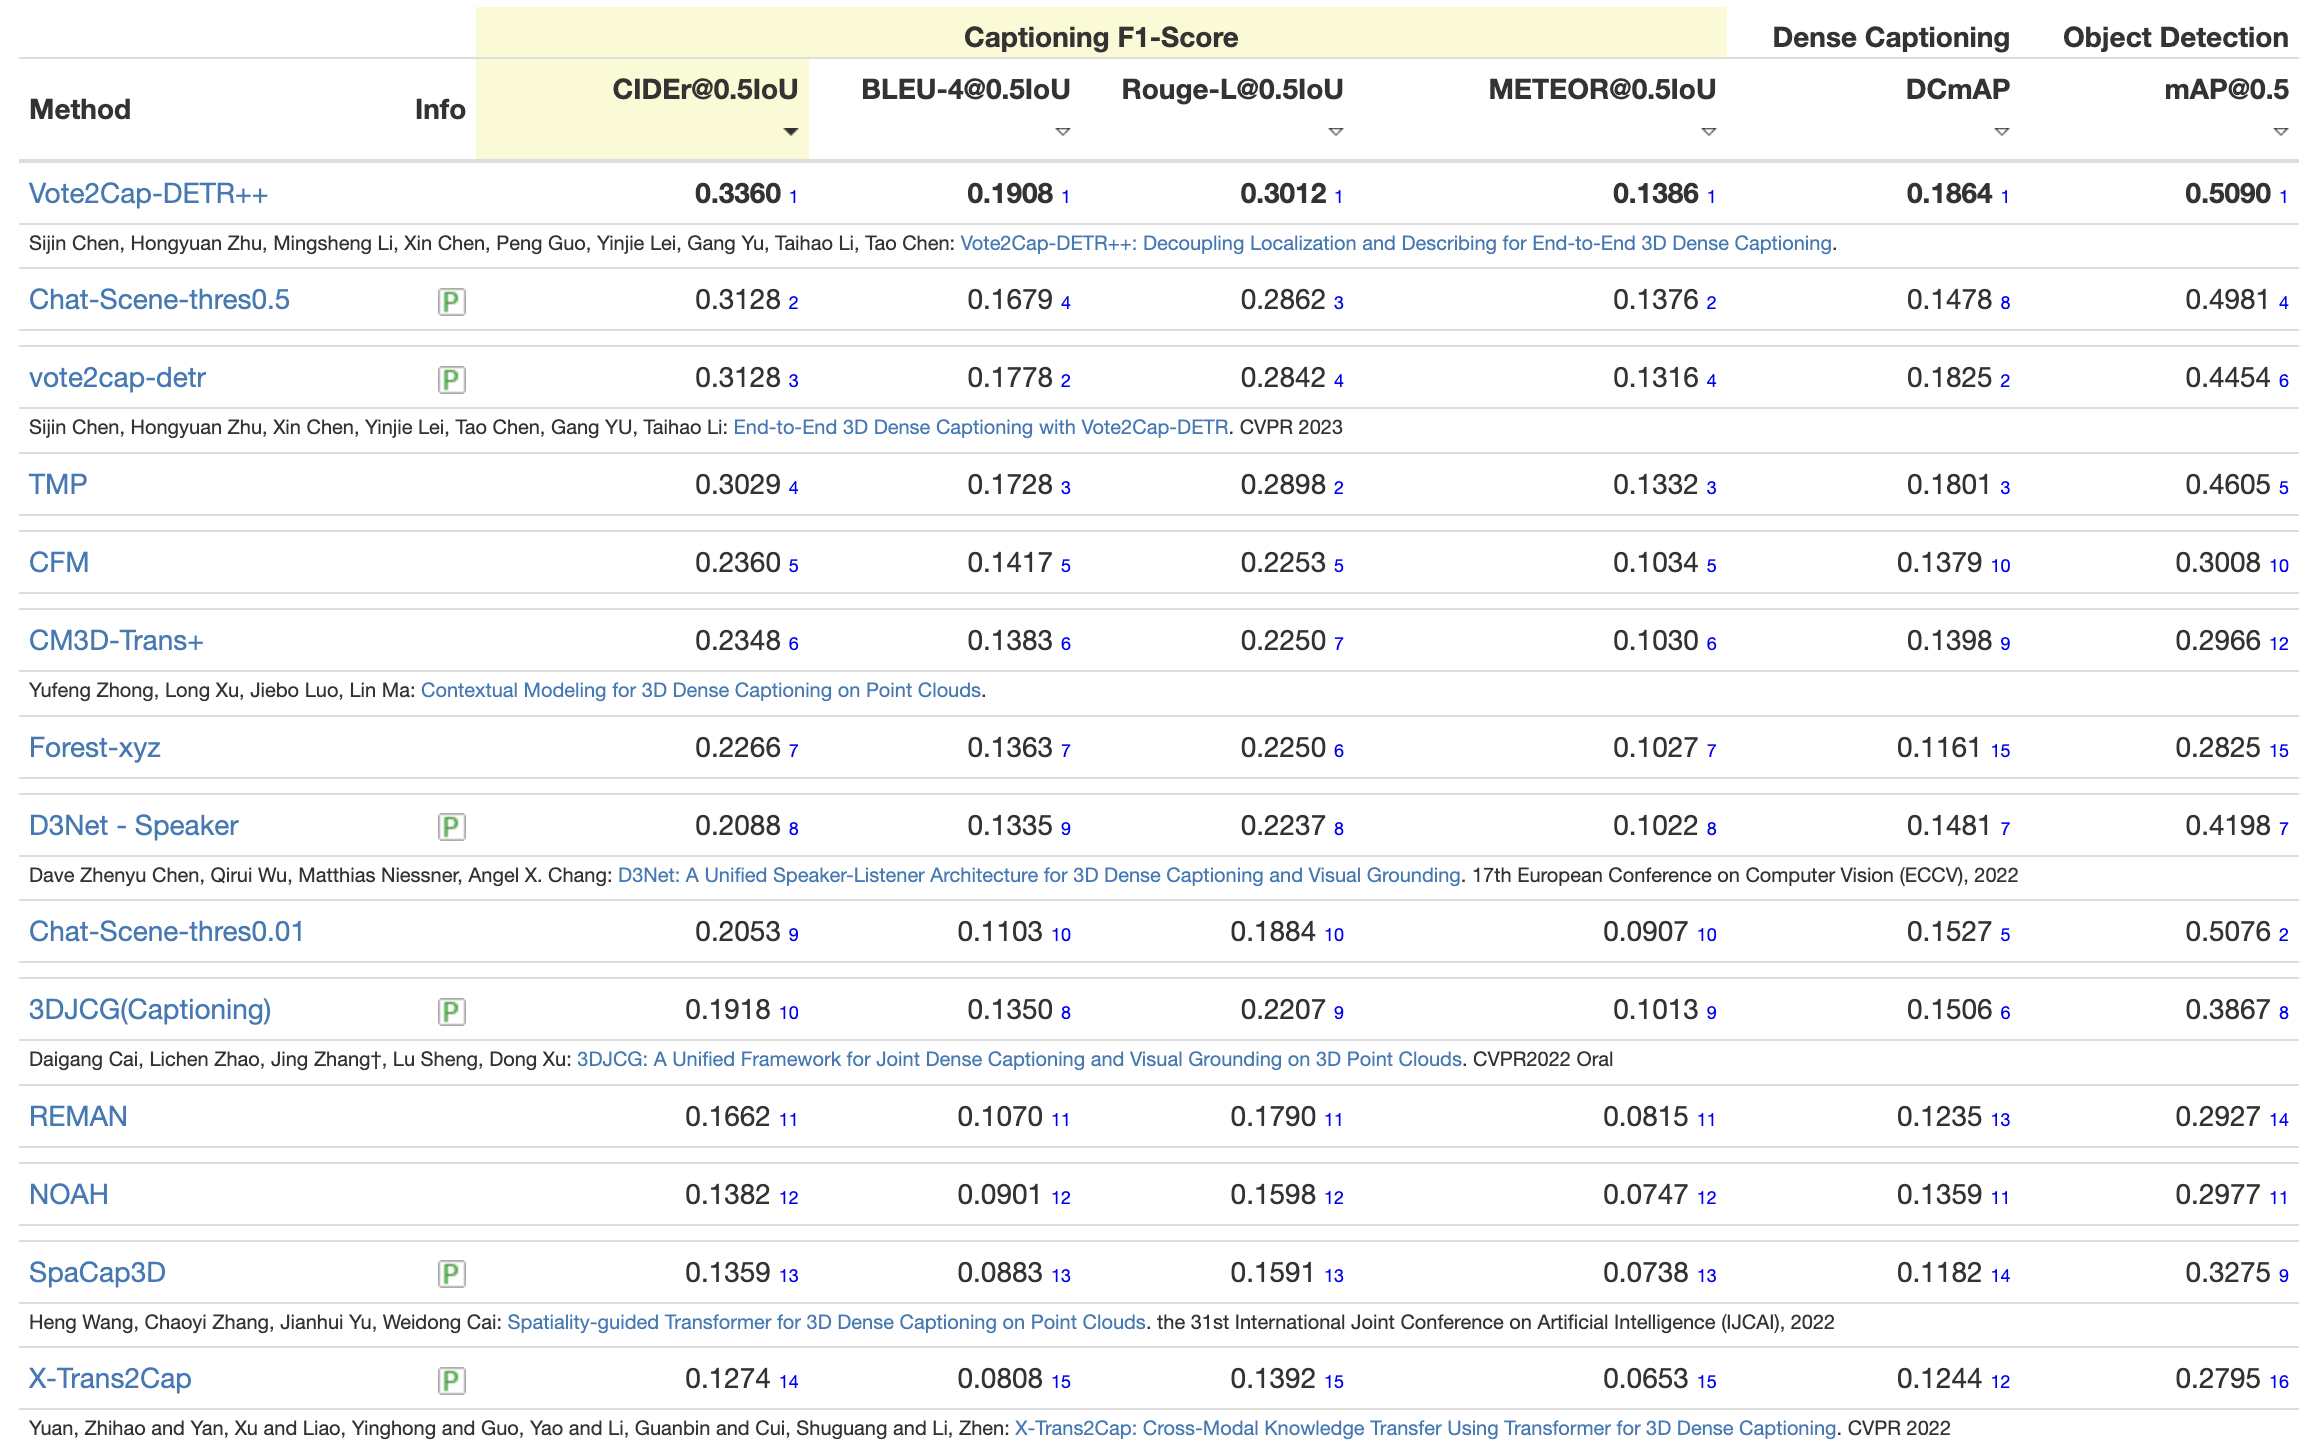 Captioning F1-Score Dense Captioning Object Detection
Method Info CIDEr@0.5IoU BLEU-4@0.5IoU Rouge-L@0.5IoU METEOR@0.5IoU DCmAP mAP@0.5
Vote2Cap-DETR++ 0.3360 1 0.1908 1 0.3012 1 0.1386 1 0.1864 1 0.5090 1
Sijin Chen, Hongyuan Zhu, Mingsheng Li, Xin Chen, Peng Guo, Yinjie Lei, Gang Yu, Taihao Li, Tao Chen: Vote2Cap-DETR++: Decoupling Localization and Describing for End-to-End 3D Dense Captioning.
Chat-Scene-thres0.5 P 0.3128 2 0.1679 4 0.2862 3 0.1376 2 0.1478 8 0.4981 4
vote2cap-detr P 0.3128 3 0.1778 2 0.2842 4 0.1316 4 0.1825 2 0.4454 6
Sijin Chen, Hongyuan Zhu, Xin Chen, Yinjie Lei, Tao Chen, Gang YU, Taihao Li: End-to-End 3D Dense Captioning with Vote2Cap-DETR. CVPR 2023
TMP 0.3029 4 0.1728 3 0.2898 2 0.1332 3 0.1801 3 0.4605 5
CFM 0.2360 5 0.1417 5 0.2253 5 0.1034 5 0.1379 10 0.3008 10
CM3D-Trans+ 0.2348 6 0.1383 6 0.2250 7 0.1030 6 0.1398 9 0.2966 12
Yufeng Zhong, Long Xu, Jiebo Luo, Lin Ma: Contextual Modeling for 3D Dense Captioning on Point Clouds.
Forest-xyz 0.2266 7 0.1363 7 0.2250 6 0.1027 7 0.1161 15 0.2825 15
D3Net - Speaker P 0.2088 8 0.1335 9 0.2237 8 0.1022 8 0.1481 7 0.4198 7
Dave Zhenyu Chen, Qirui Wu, Matthias Niessner, Angel X. Chang: D3Net: A Unified Speaker-Listener Architecture for 3D Dense Captioning and Visual Grounding. 17th European Conference on Computer Vision (ECCV), 2022
Chat-Scene-thres0.01 0.2053 9 0.1103 10 0.1884 10 0.0907 10 0.1527 5 0.5076 2
3DJCG(Captioning) P 0.1918 10 0.1350 8 0.2207 9 0.1013 9 0.1506 6 0.3867 8
Daigang Cai, Lichen Zhao, Jing Zhang†, Lu Sheng, Dong Xu: 3DJCG: A Unified Framework for Joint Dense Captioning and Visual Grounding on 3D Point Clouds. CVPR2022 Oral
REMAN 0.1662 11 0.1070 11 0.1790 11 0.0815 11 0.1235 13 0.2927 14
NOAH 0.1382 12 0.0901 12 0.1598 12 0.0747 12 0.1359 11 0.2977 11
SpaCap3D P 0.1359 13 0.0883 13 0.1591 13 0.0738 13 0.1182 14 0.3275 9
Heng Wang, Chaoyi Zhang, Jianhui Yu, Weidong Cai: Spatiality-guided Transformer for 3D Dense Captioning on Point Clouds. the 31st International Joint Conference on Artificial Intelligence (IJCAI), 2022
X-Trans2Cap P 0.1274 14 0.0808 15 0.1392 15 0.0653 15 0.1244 12 0.2795 16
Yuan, Zhihao and Yan, Xu and Liao, Yinghong and Guo, Yao and Li, Guanbin and Cui, Shuguang and Li, Zhen: X-Trans2Cap: Cross-Modal Knowledge Transfer Using Transformer for 3D Dense Captioning. CVPR 2022